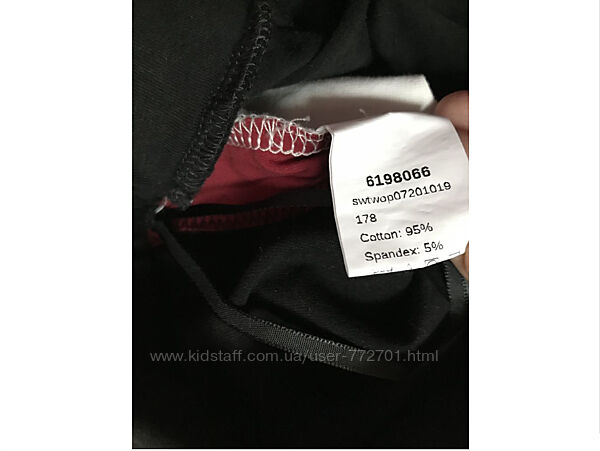 6198066
swtwop07201019
178
Cotton: 95%
Spandex: 5%
www.kidstaff.com.ua/user-772701.html